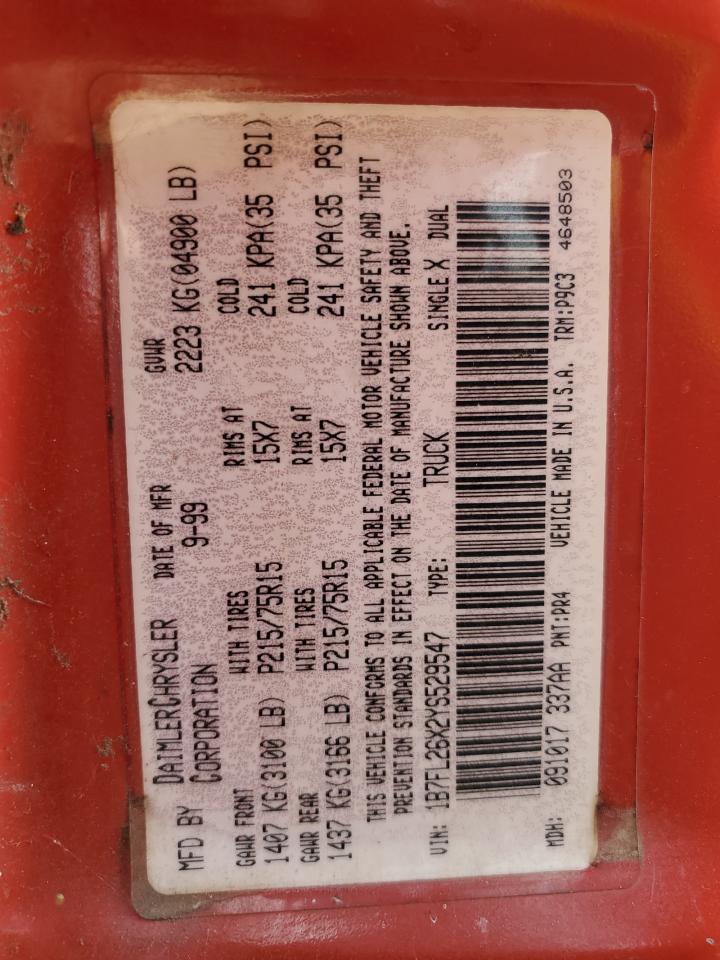 MFD BY DAIMLERCHRYSLER CORPORATION
DATE OF MFR 9-99
GVWR 2223 KG(04900 LB)
GAWR FRONT WITH TIRES RIMS AT COLD
1407 KG(3100 LB) P215/75R15 15X7 241 KPA(35 PSI)
GAWR REAR WITH TIRES RIMS AT COLD
1437 KG(3166 LB) P215/75R15 15X7 241 KPA(35 PSI)
THIS VEHICLE CONFORMS TO ALL APPLICABLE FEDERAL MOTOR VEHICLE SAFETY AND THEFT
PREVENTION STANDARDS IN EFFECT ON THE DATE OF MANUFACTURE SHOWN ABOVE.
VIN: 1B7FL26X2YS529547 TYPE: TRUCK SINGLE X DUAL
MDH: 091017 337AA PNT:PR4 VEHICLE MADE IN U.S.A. TRM:P9C3 4648503